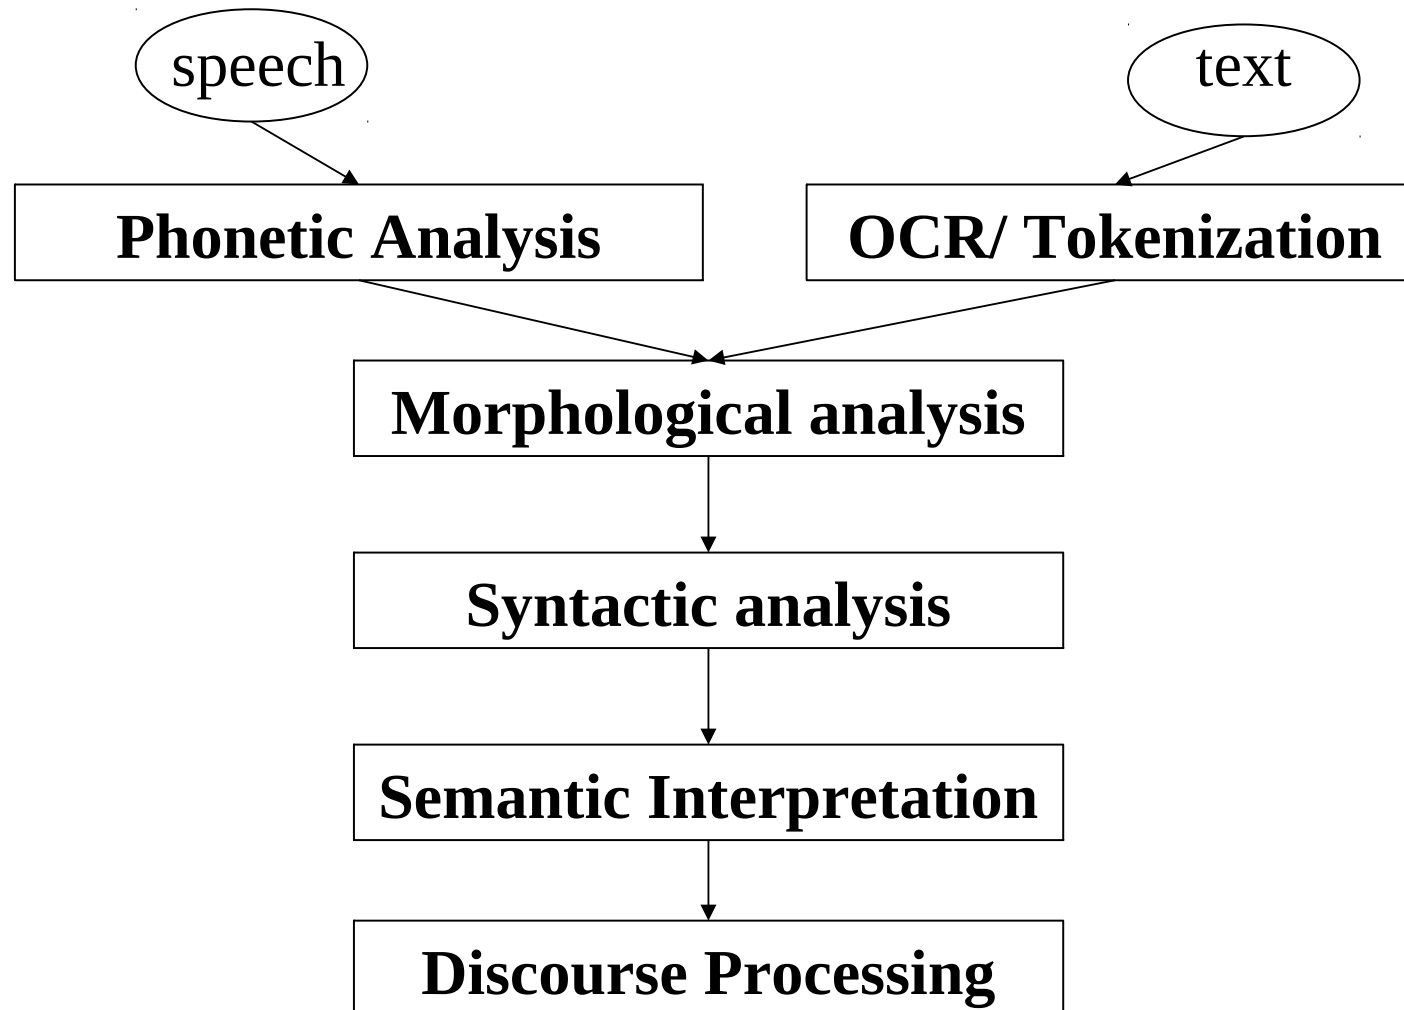 speech
text
Phonetic Analysis
OCR/ Tokenization
Morphological analysis
Syntactic analysis
Semantic Interpretation
Discourse Processing